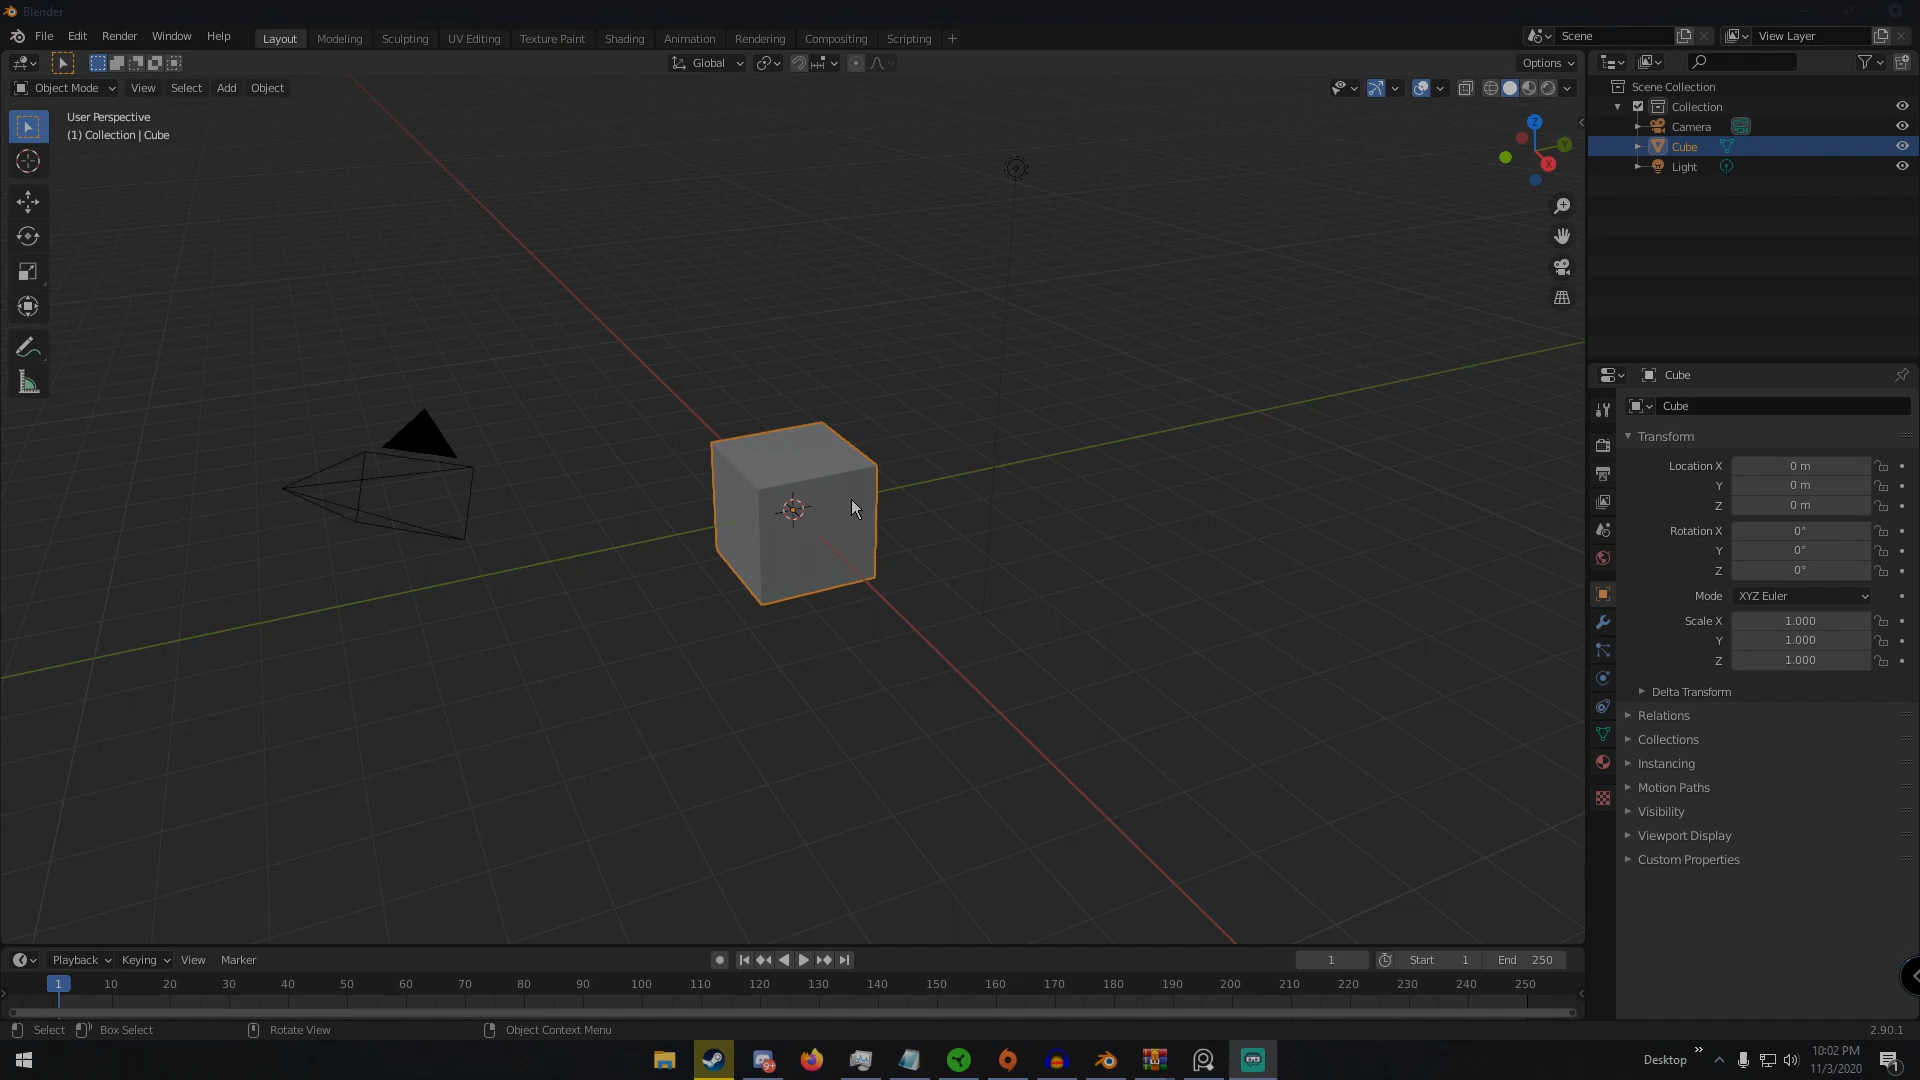 Blender
File Edit Render Window Help Layout Modeling Sculpting UV Editing Texture Paint Shading Animation Rendering Compositing Scripting + Scene View Layer
Global Options
Object Mode View Select Add Object
User Perspective
(1) Collection | Cube
Z
Y
X
Scene Collection
Collection
Camera
Cube
Light
Cube
Cube
Transform
Location X 0 m
Y 0 m
Z 0 m
Rotation X 0°
Y 0°
Z 0°
Mode XYZ Euler
Scale X 1.000
Y 1.000
Z 1.000
Delta Transform
Relations
Collections
Instancing
Motion Paths
Visibility
Viewport Display
Custom Properties
Playback Keying View Marker 1 Start 1 End 250
1 10 20 30 40 50 60 70 80 90 100 110 120 130 140 150 160 170 180 190 200 210 220 230 240 250
Select Box Select Rotate View Object Context Menu 2.90.1
9+
Desktop
10:02 PM
11/3/2020
1